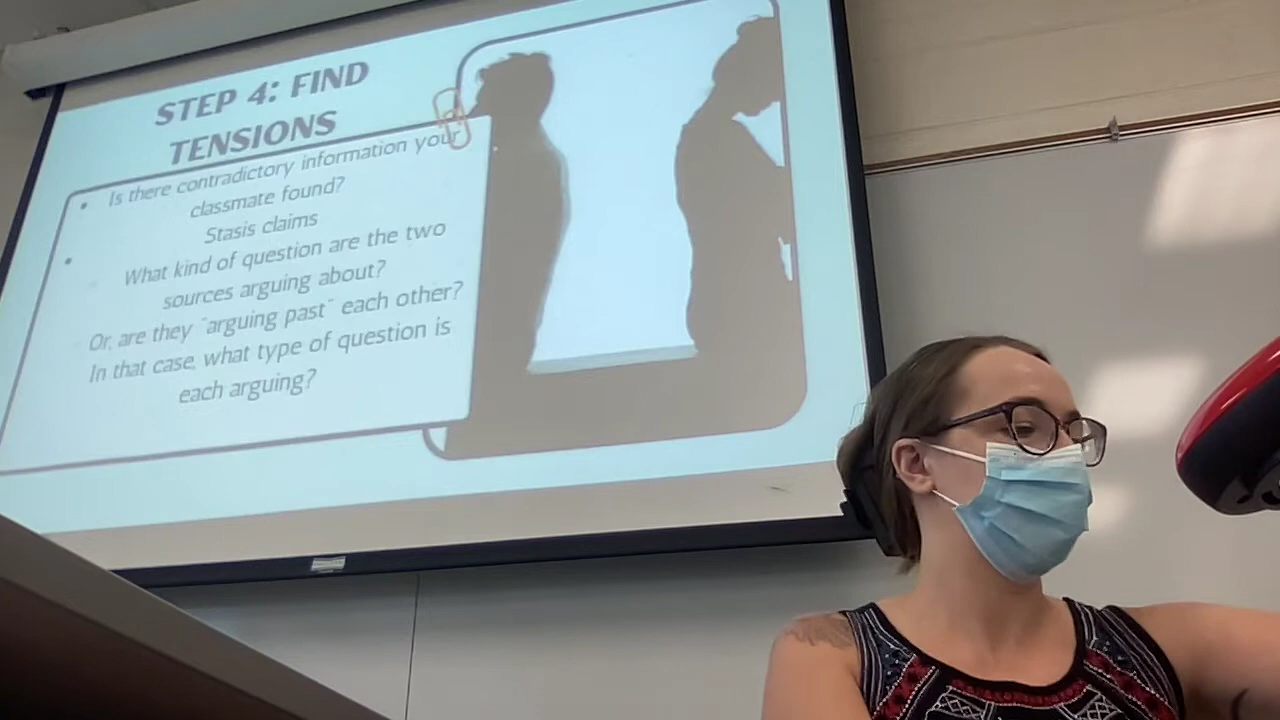 STEP 4: FIND
TENSIONS
• Is there contradictory information your
classmate found?
Stasis claims
• What kind of question are the two
sources arguing about?
Or, are they "arguing past" each other?
In that case, what type of question is
each arguing?